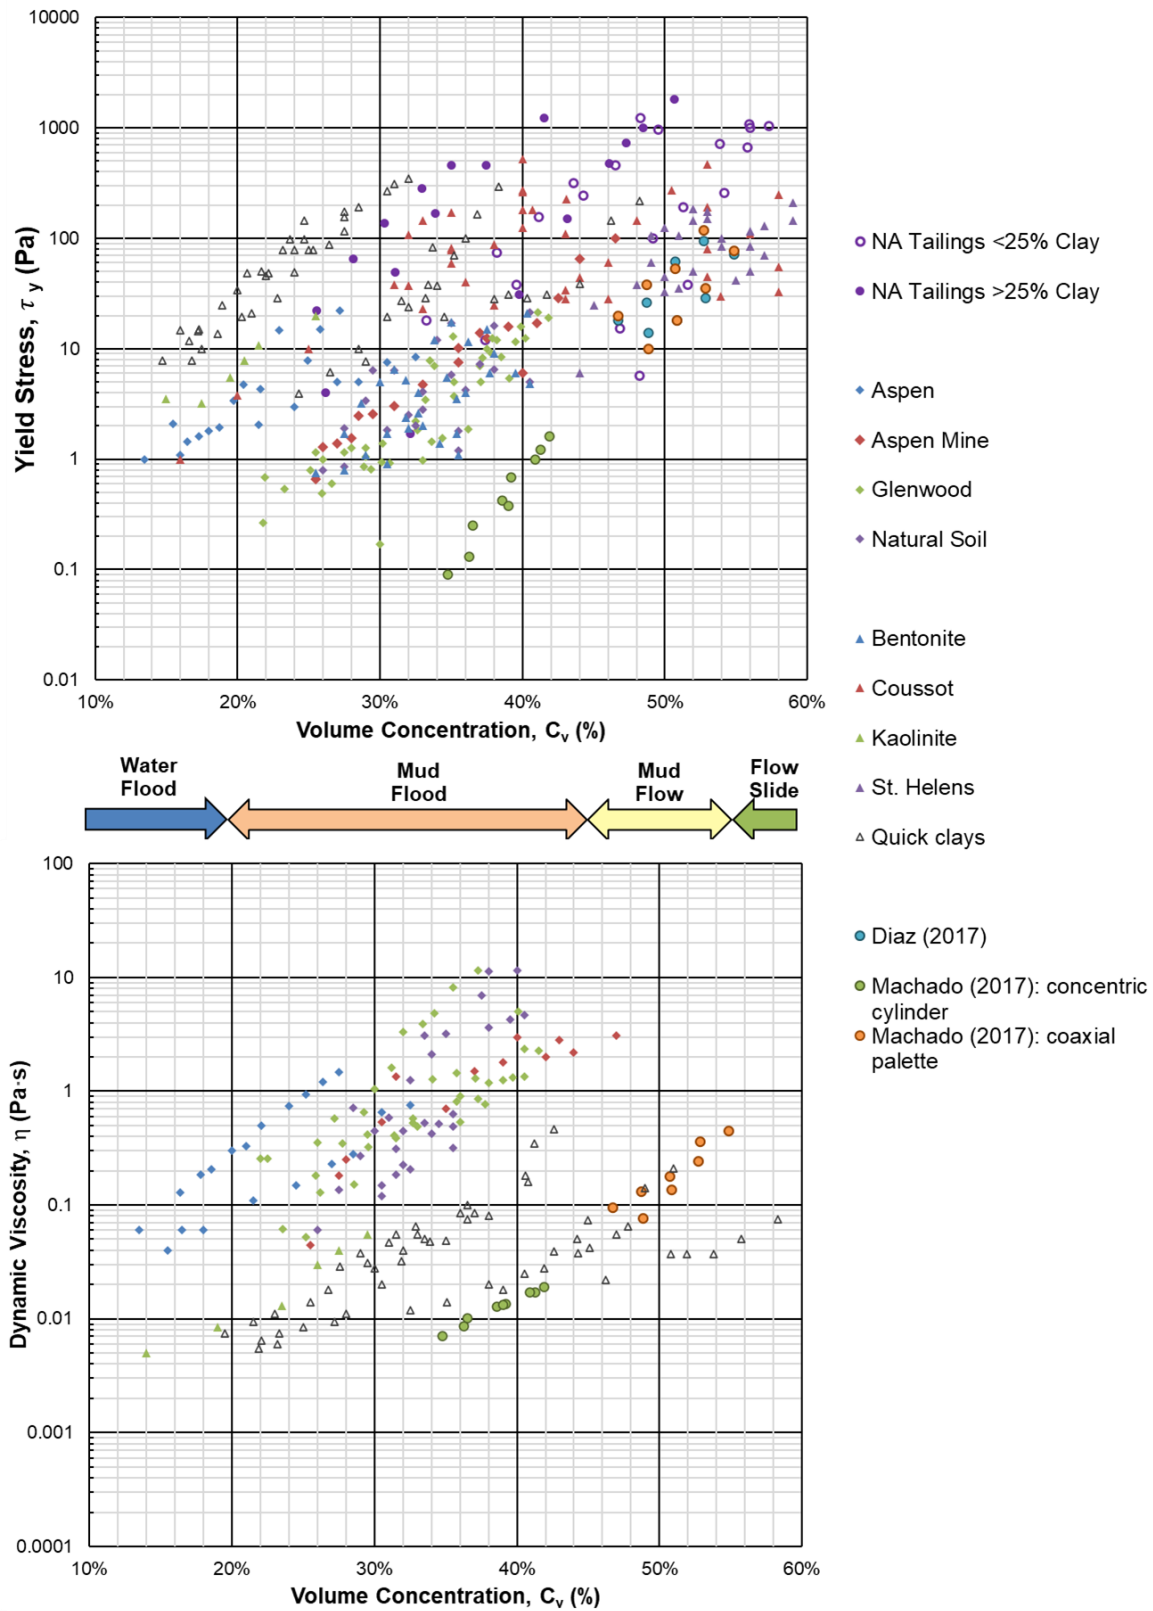 10000
1000
100
10
1
0.1
0.01
Yield Stress, τ y (Pa)
10% 20% 30% 40% 50% 60%
Volume Concentration, Cv (%)
NA Tailings <25% Clay
NA Tailings >25% Clay
Aspen
Aspen Mine
Glenwood
Natural Soil
Bentonite
Coussot
Kaolinite
St. Helens
Quick clays
Diaz (2017)
Machado (2017): concentric
cylinder
Machado (2017): coaxial
palette
Water
Flood
Mud
Flood
Mud
Flow
Flow
Slide
100
10
1
0.1
0.01
0.001
0.0001
Dynamic Viscosity, η (Pa·s)
10% 20% 30% 40% 50% 60%
Volume Concentration, Cv (%)